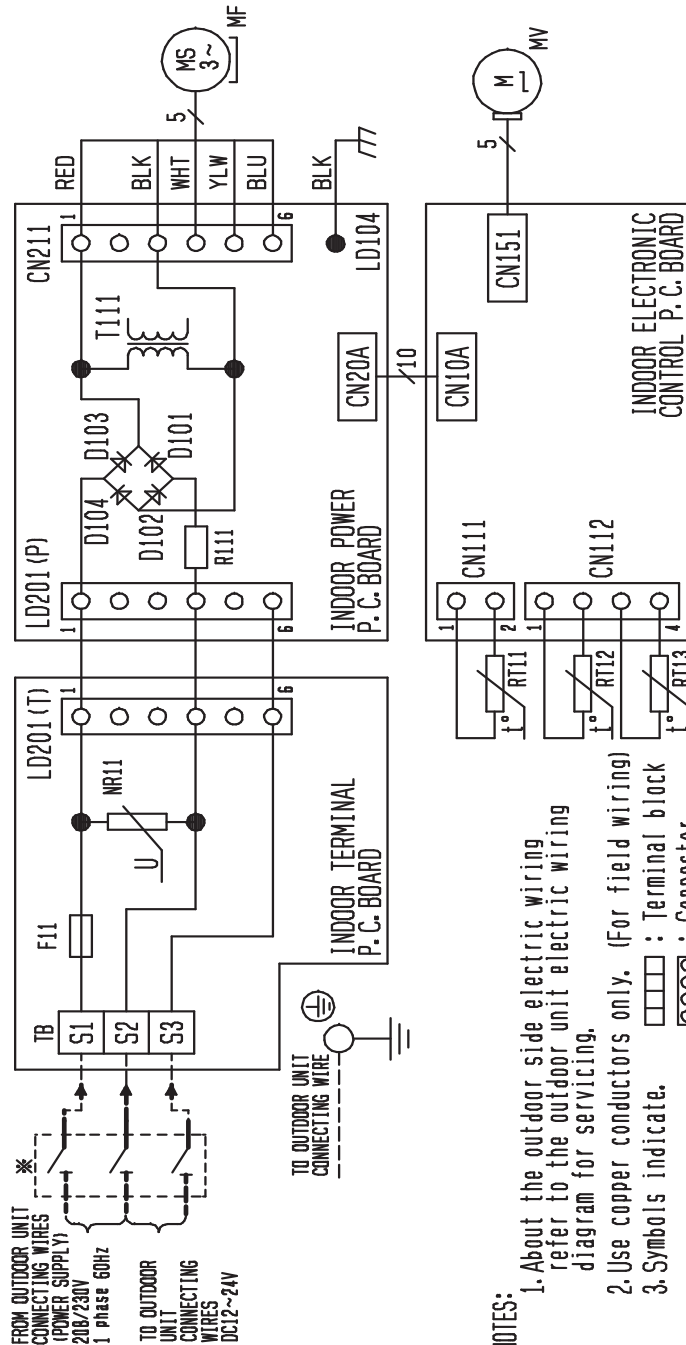 FROM OUTDOOR UNIT
CONNECTING WIRES
(POWER SUPPLY)
208/230V
1 phase 60Hz
TO OUTDOOR
UNIT
CONNECTING
WIRES
DC12~24V
※
TB
S1
S2
S3
F11
NR11
U
LD201(T)
1
6
INDOOR TERMINAL
P.C.BOARD
TO OUTDOOR UNIT
CONNECTING WIRE
LD201(P)
1
6
D104
D103
D102
D101
R111
T111
INDOOR POWER
P.C.BOARD
CN211
1
6
RED
BLK
WHT
YLW
BLU
BLK
LD104
5
MS
3~
MF
CN20A
10
CN10A
CN151
5
M
MV
INDOOR ELECTRONIC
CONTROL P.C.BOARD
CN111
1
2
CN112
1
4
RT11
t°
RT12
t°
RT13
t°
NOTES:
1. About the outdoor side electric wiring
refer to the outdoor unit electric wiring
diagram for servicing.
2. Use copper conductors only. (For field wiring)
3. Symbols indicate.
: Terminal block
: Connector